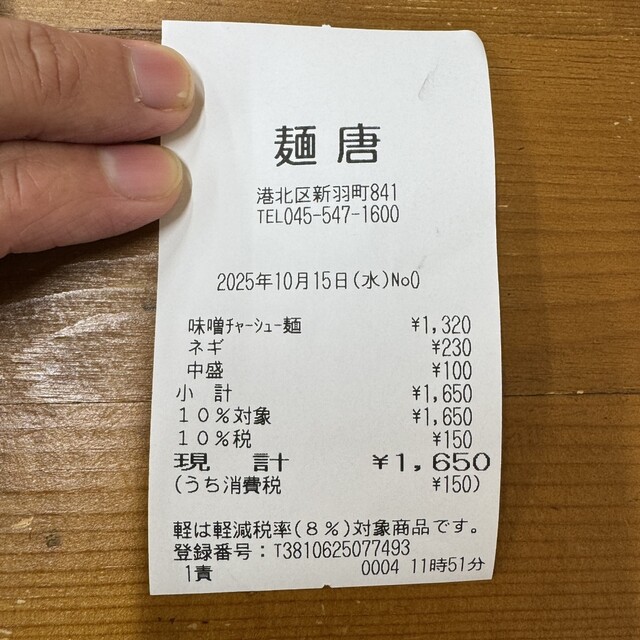 麺唐
港北区新羽町841
TEL045-547-1600
2025年10月15日(水)No0
味噌ﾁｬｰｼｭｰ麺 ¥1,320
ネギ ¥230
中盛 ¥100
小 計 ¥1,650
１０％対象 ¥1,650
１０％税 ¥150
現 計 ¥1,650
(うち消費税 ¥150)
軽は軽減税率(８％)対象商品です。
登録番号：T3810625077493
1責 0004 11時51分